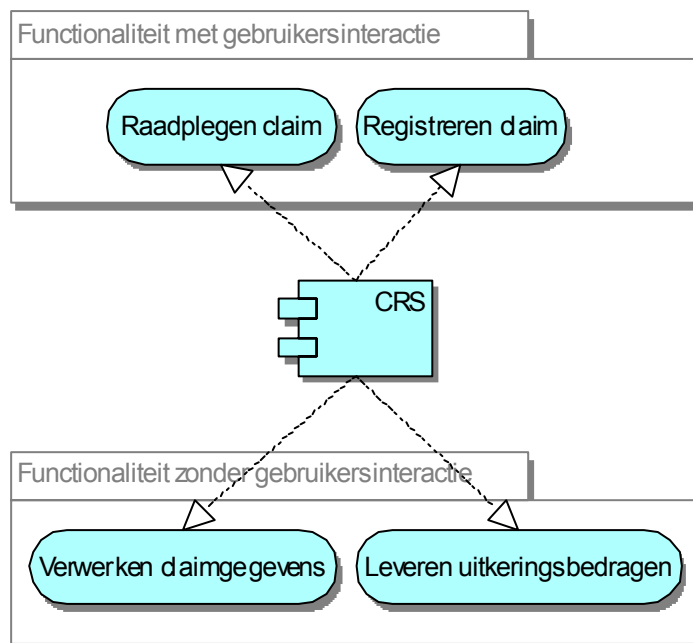 Functionaliteit met gebruikersinteractie
Raadplegen claim
Registreren claim
CRS
Functionaliteit zonder gebruikersinteractie
Verwerken claimgegevens
Leveren uitkeringsbedragen